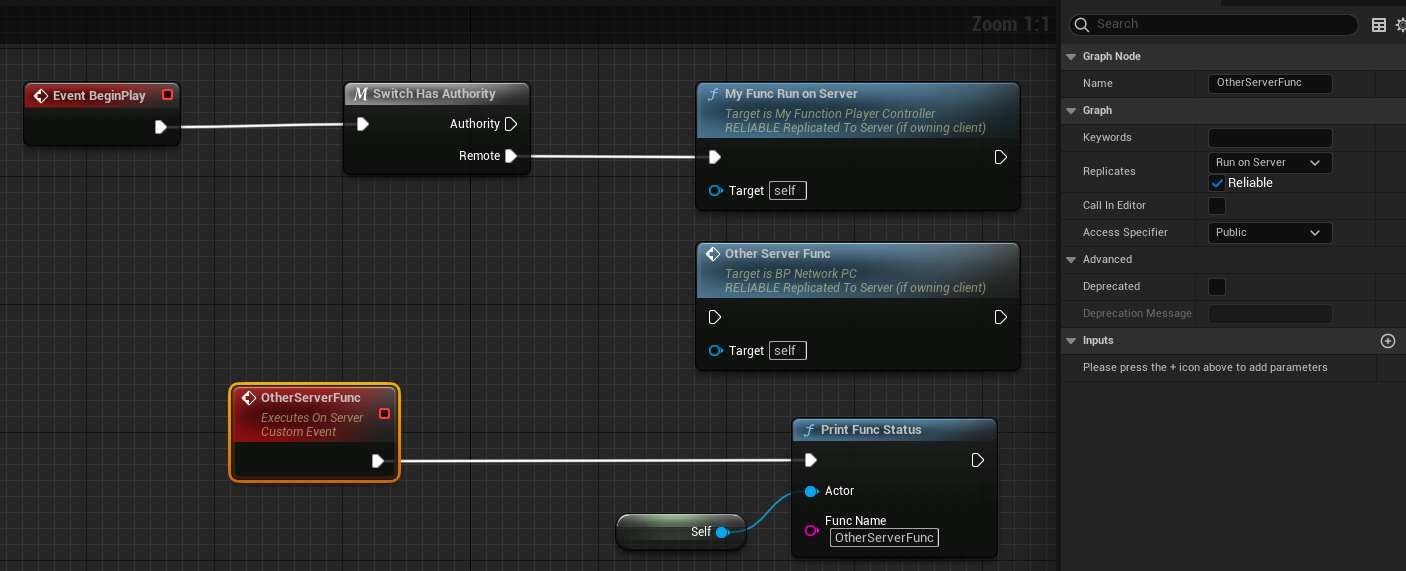 Zoom 1:1
Event BeginPlay
Switch Has Authority
Authority
Remote
My Func Run on Server
Target is My Function Player Controller
RELIABLE Replicated To Server (if owning client)
Target self
Other Server Func
Target is BP Network PC
RELIABLE Replicated To Server (if owning client)
Target self
OtherServerFunc
Executes On Server
Custom Event
Print Func Status
Actor
Func Name
OtherServerFunc
Self
Search
Graph Node
Name OtherServerFunc
Graph
Keywords
Replicates Run on Server
Reliable
Call In Editor
Access Specifier Public
Advanced
Deprecated
Deprecation Message
Inputs
Please press the + icon above to add parameters